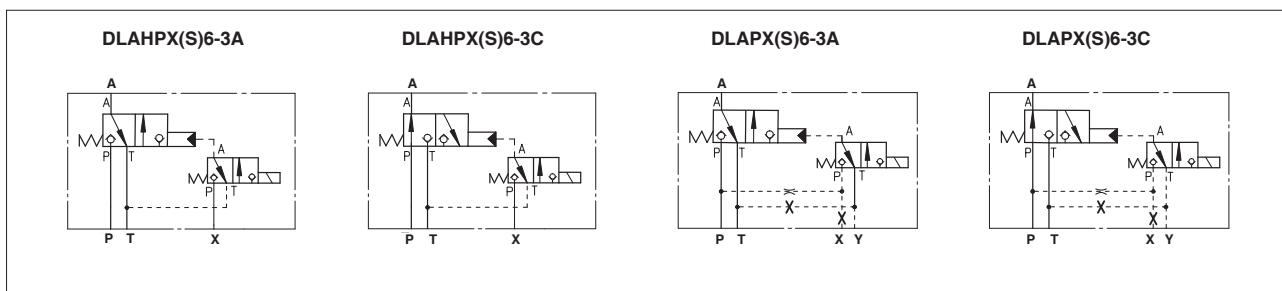 DLAHPX(S)6-3A DLAHPX(S)6-3C DLAPX(S)6-3A DLAPX(S)6-3C
A A A A
A A A A
P T A P T A P T A P T A
P T P T P T P T
P T X P T X P T X Y P T X Y